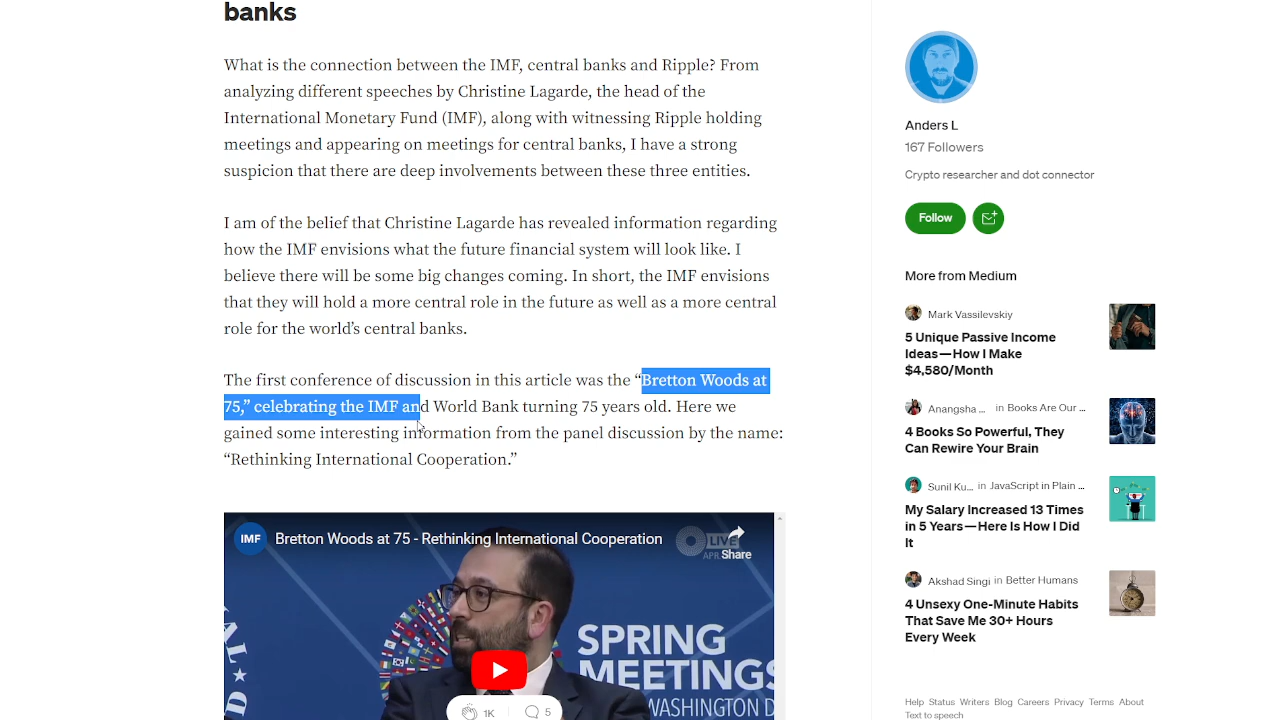 banks
What is the connection between the IMF, central banks and Ripple? From
analyzing different speeches by Christine Lagarde, the head of the
International Monetary Fund (IMF), along with witnessing Ripple holding
meetings and appearing on meetings for central banks, I have a strong
suspicion that there are deep involvements between these three entities.
I am of the belief that Christine Lagarde has revealed information regarding
how the IMF envisions what the future financial system will look like. I
believe there will be some big changes coming. In short, the IMF envisions
that they will hold a more central role in the future as well as a more central
role for the world’s central banks.
The first conference of discussion in this article was the “Bretton Woods at
75,” celebrating the IMF and World Bank turning 75 years old. Here we
gained some interesting information from the panel discussion by the name:
“Rethinking International Cooperation.”
IMF
Bretton Woods at 75 - Rethinking International Cooperation
LIVE
APR
Share
SPRING
MEETINGS
WASHINGTON D
1K
5
Anders L
167 Followers
Crypto researcher and dot connector
Follow
More from Medium
Mark Vassilevskiy
5 Unique Passive Income
Ideas — How I Make
$4,580/Month
Anangsha ... in Books Are Our ...
4 Books So Powerful, They
Can Rewire Your Brain
Sunil Ku... in JavaScript in Plain ...
My Salary Increased 13 Times
in 5 Years — Here Is How I Did
It
Akshad Singi in Better Humans
4 Unsexy One-Minute Habits
That Save Me 30+ Hours
Every Week
Help Status Writers Blog Careers Privacy Terms About
Text to speech